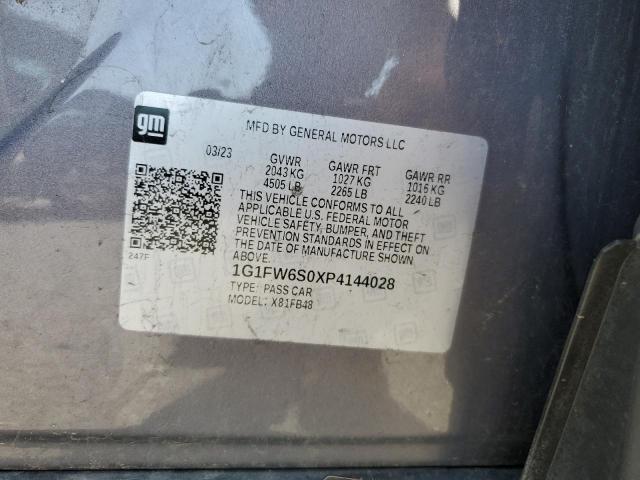 gm
MFD BY GENERAL MOTORS LLC
03/23 GVWR GAWR FRT GAWR RR
2043 KG 1027 KG 1016 KG
4505 LB 2265 LB 2240 LB
THIS VEHICLE CONFORMS TO ALL
APPLICABLE U.S. FEDERAL MOTOR
VEHICLE SAFETY, BUMPER, AND THEFT
PREVENTION STANDARDS IN EFFECT ON
THE DATE OF MANUFACTURE SHOWN
ABOVE.
247F
1G1FW6S0XP4144028
TYPE: PASS CAR
MODEL: X81FB48